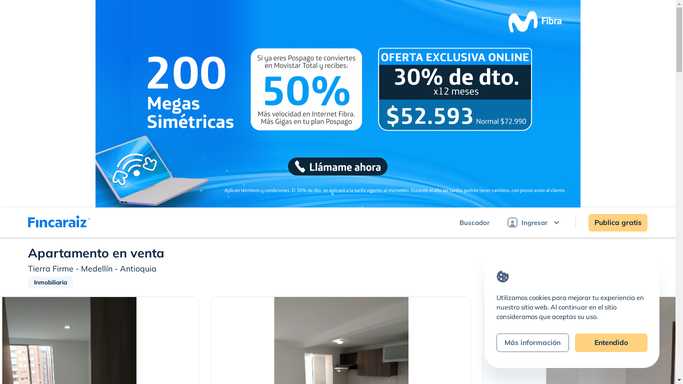 Fibra
200
Megas
Simétricas
Si ya eres Pospago te conviertes
en Movistar Total y recibes.
50%
Más velocidad en Internet Fibra.
Más Gigas en tu plan Pospago
OFERTA EXCLUSIVA ONLINE
30% de dto.
x12 meses
$52.593 Normal $72.990
Llámame ahora
Fincaraiz
Buscador
Ingresar
Publica gratis
Apartamento en venta
Tierra Firme - Medellín - Antioquia
Inmobiliaria
Utilizamos cookies para mejorar tu experiencia en
nuestro sitio web. Al continuar en el sitio
consideramos que aceptas su uso.
Más información
Entendido